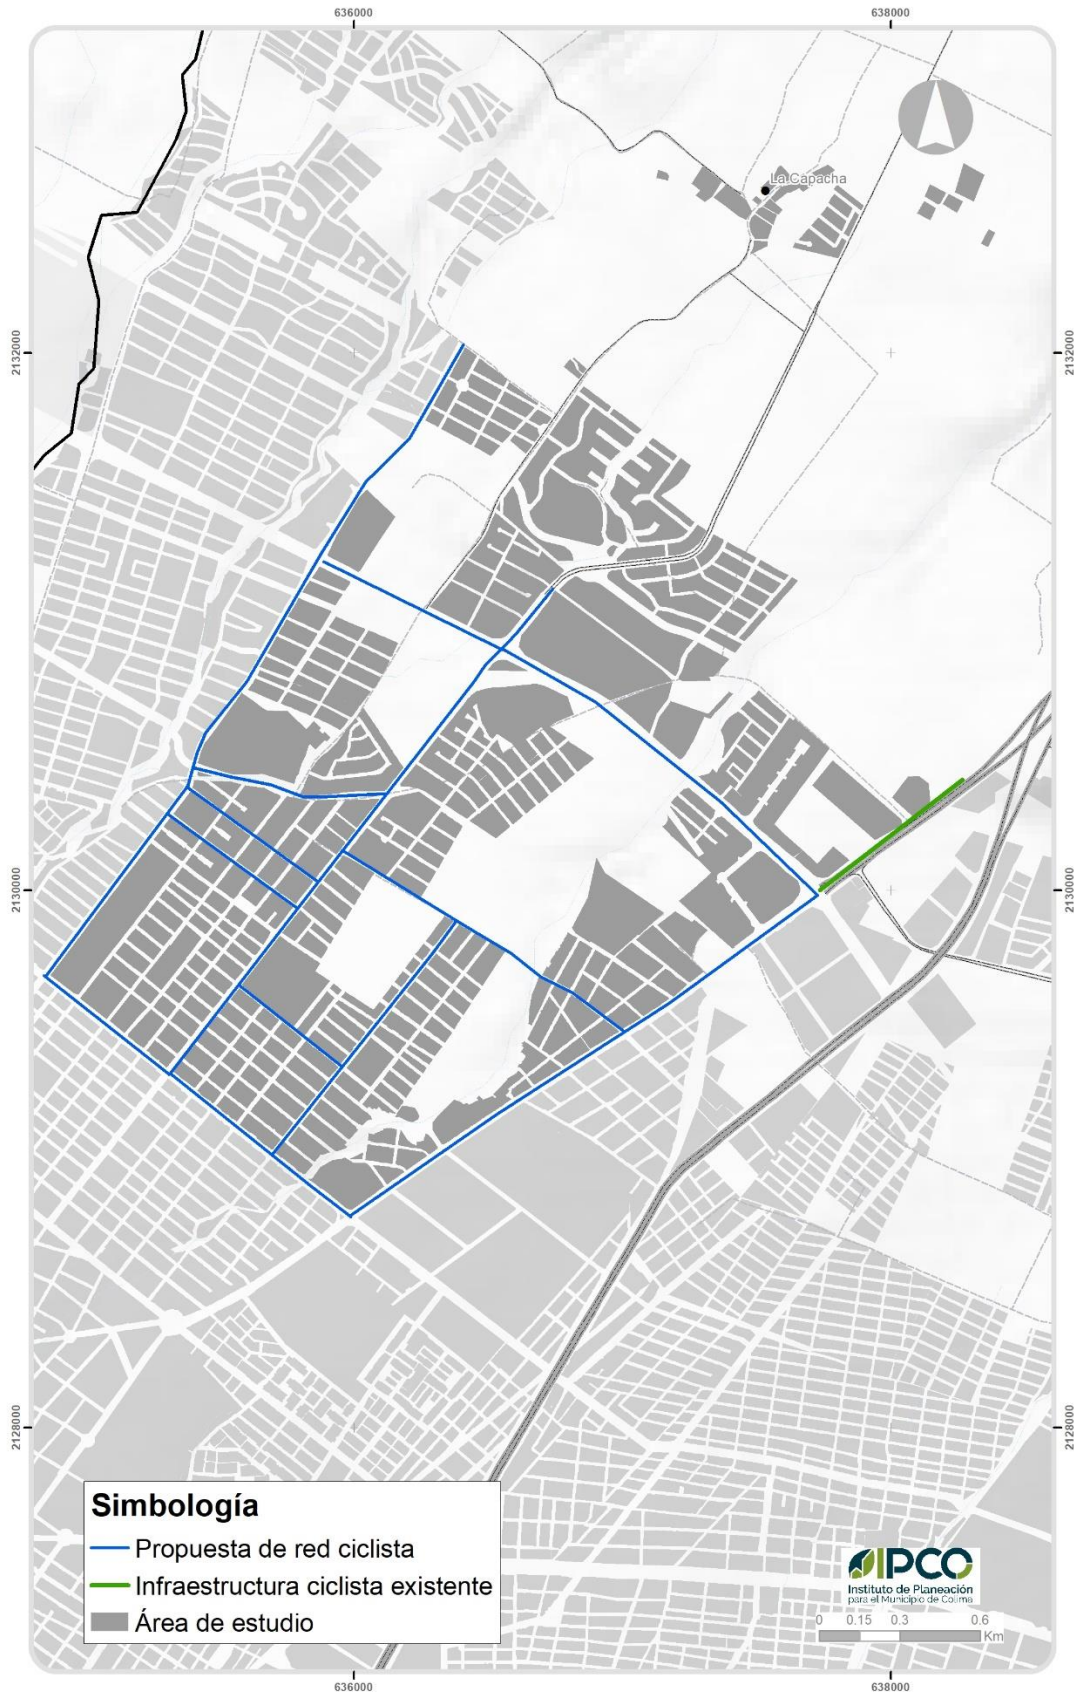 636000
638000
La Capacha
2132000
2132000
2130000
2130000
2128000
2128000
Simbología
Propuesta de red ciclista
Infraestructura ciclista existente
Área de estudio
IPCO
Instituto de Planeación
para el Municipio de Colima
0 0.15 0.3 0.6
Km
636000
638000